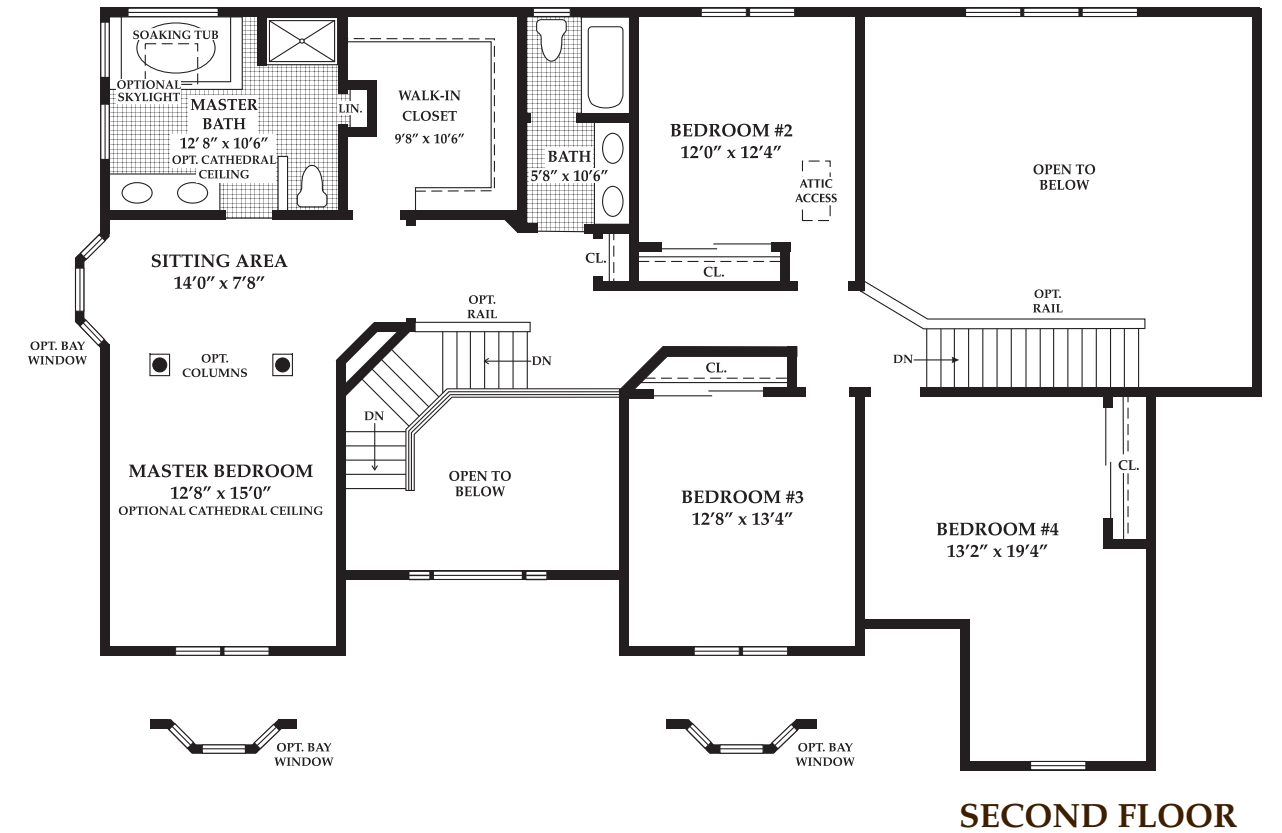 SOAKING TUB
OPTIONAL
SKYLIGHT
MASTER
BATH
12’ 8” x 10’6”
OPT. CATHEDRAL
CEILING
LIN.
WALK-IN
CLOSET
9’8” x 10’6”
BATH
5’8” x 10’6”
BEDROOM #2
12’0” x 12’4”
ATTIC
ACCESS
OPEN TO
BELOW
SITTING AREA
14’0” x 7’8”
CL.
CL.
OPT.
RAIL
OPT.
RAIL
OPT. BAY
WINDOW
OPT.
COLUMNS
DN
CL.
DN
DN
MASTER BEDROOM
12’8” x 15’0”
OPTIONAL CATHEDRAL CEILING
OPEN TO
BELOW
BEDROOM #3
12’8” x 13’4”
CL.
BEDROOM #4
13’2” x 19’4”
OPT. BAY
WINDOW
OPT. BAY
WINDOW
SECOND FLOOR